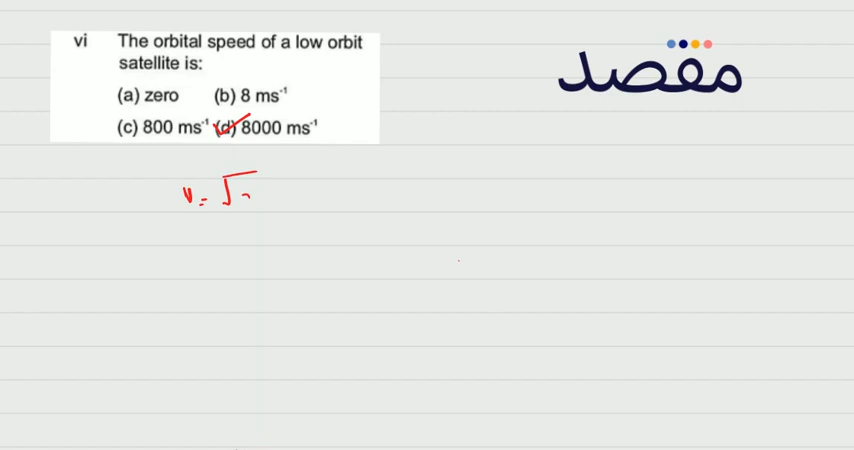 مقصد
vi The orbital speed of a low orbit
satellite is:
(a) zero (b) 8 ms⁻¹
(c) 800 ms⁻¹ (d) 8000 ms⁻¹
v = √